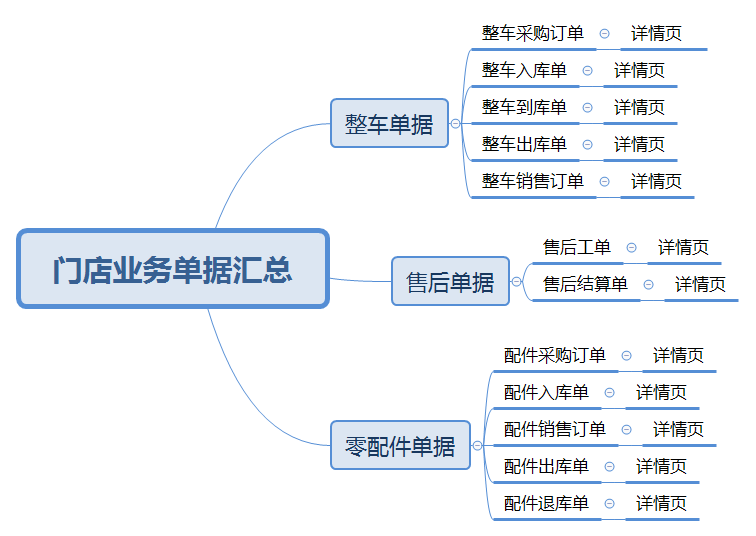 门店业务单据汇总
整车单据
整车采购订单 详情页
整车入库单 详情页
整车到库单 详情页
整车出库单 详情页
整车销售订单 详情页
售后单据
售后工单 详情页
售后结算单 详情页
零配件单据
配件采购订单 详情页
配件入库单 详情页
配件销售订单 详情页
配件出库单 详情页
配件退库单 详情页